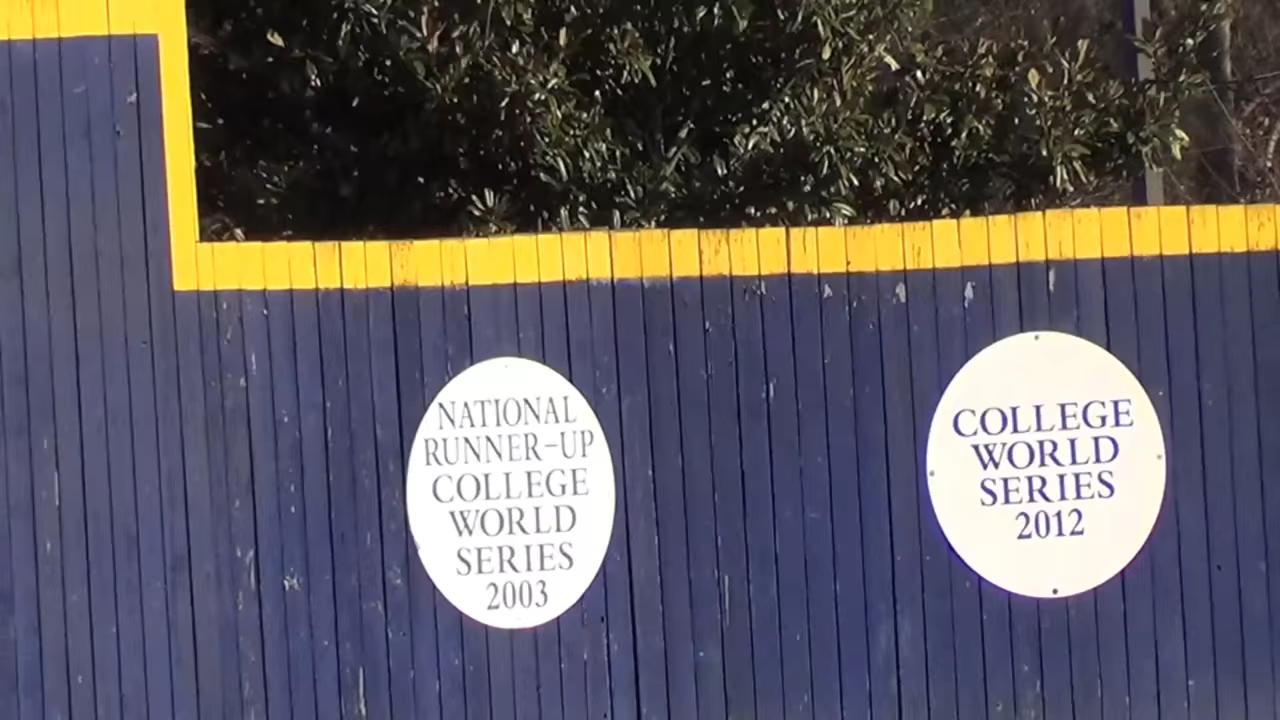 NATIONAL
RUNNER-UP
COLLEGE
WORLD
SERIES
2003
COLLEGE
WORLD
SERIES
2012